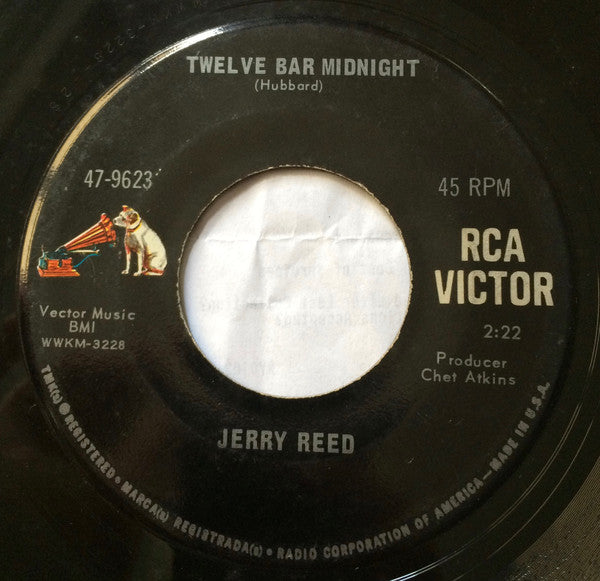 TWELVE BAR MIDNIGHT
(Hubbard)
47-9623
45 RPM
RCA
VICTOR
Vector Music
BMI
WWKM-3228
2:22
Producer
Chet Atkins
JERRY REED
TMK(s) ● REGISTERED • MARCA(s) REGISTRADA(s) • RADIO CORPORATION OF AMERICA—MADE IN U.S.A.